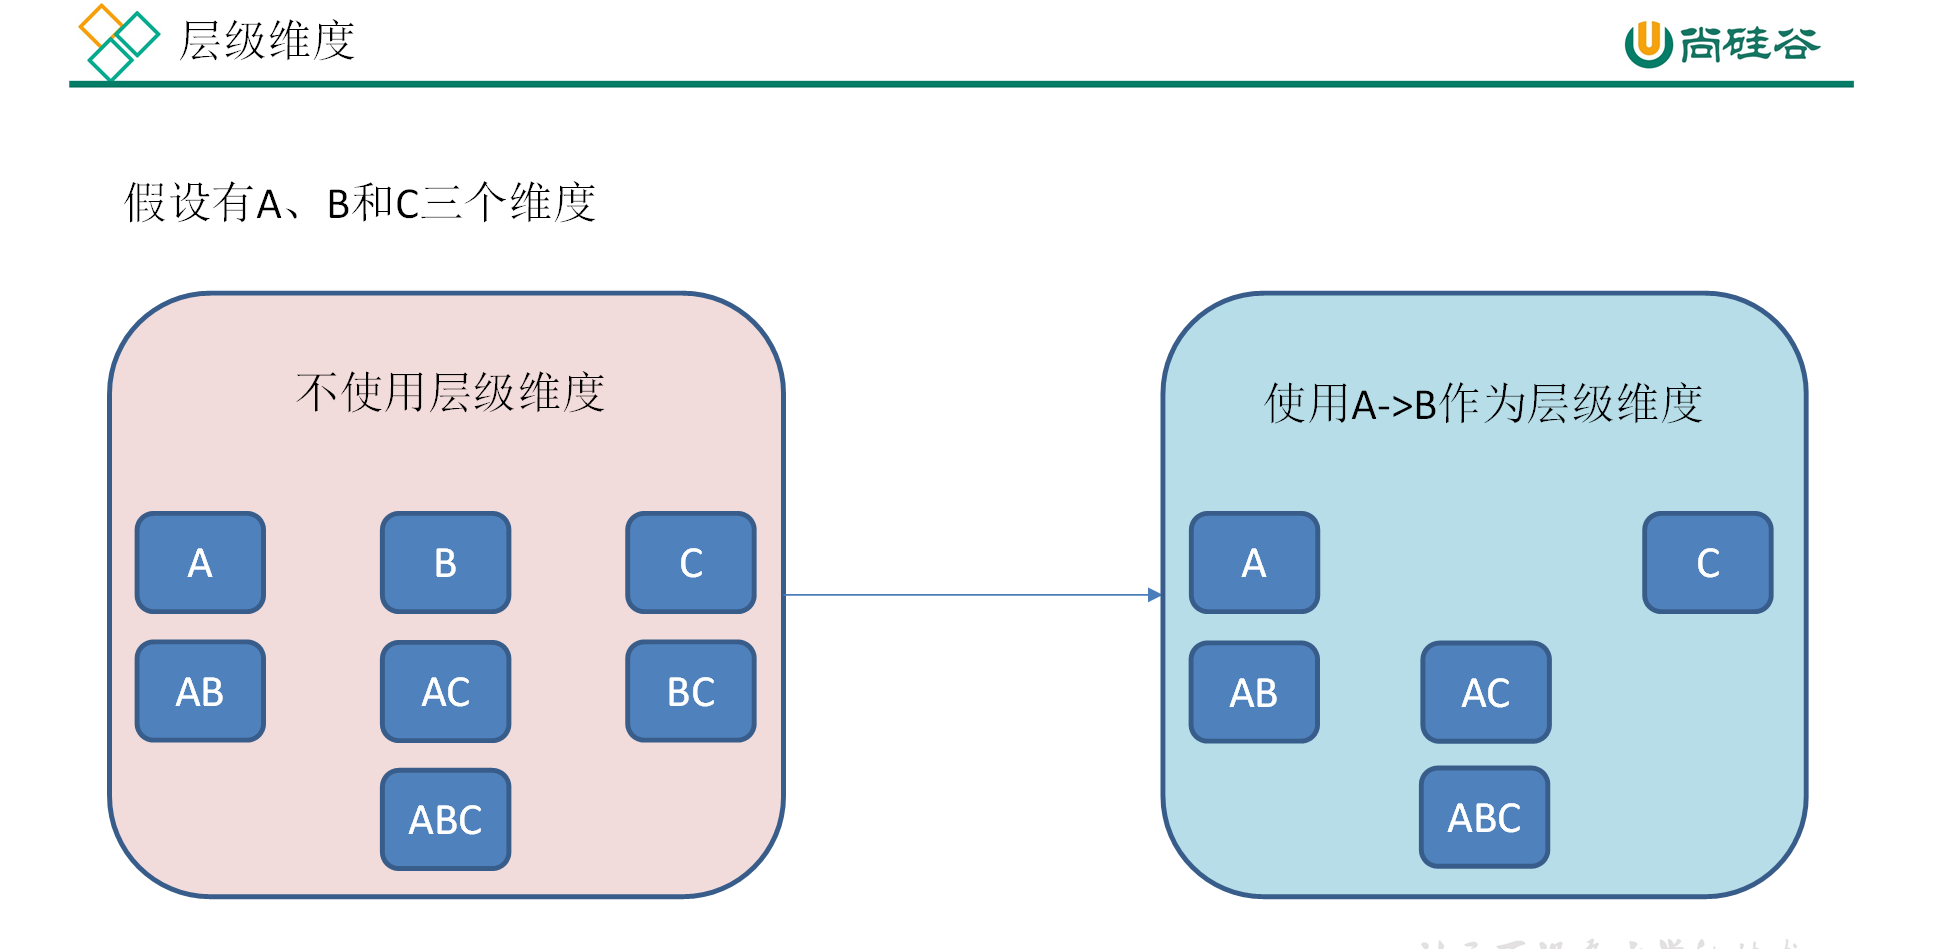 层级维度
尚硅谷
假设有A、B和C三个维度
不使用层级维度
A B C
AB AC BC
ABC
使用A->B作为层级维度
A C
AB AC
ABC